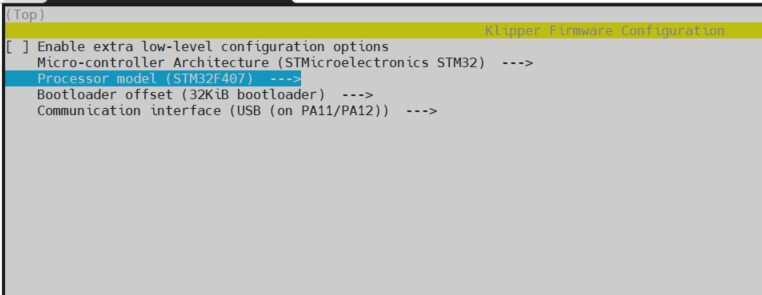 (Top)
Klipper Firmware Configuration
[ ] Enable extra low-level configuration options
Micro-controller Architecture (STMicroelectronics STM32)  --->
Processor model (STM32F407)  --->
Bootloader offset (32KiB bootloader)  --->
Communication interface (USB (on PA11/PA12))  --->